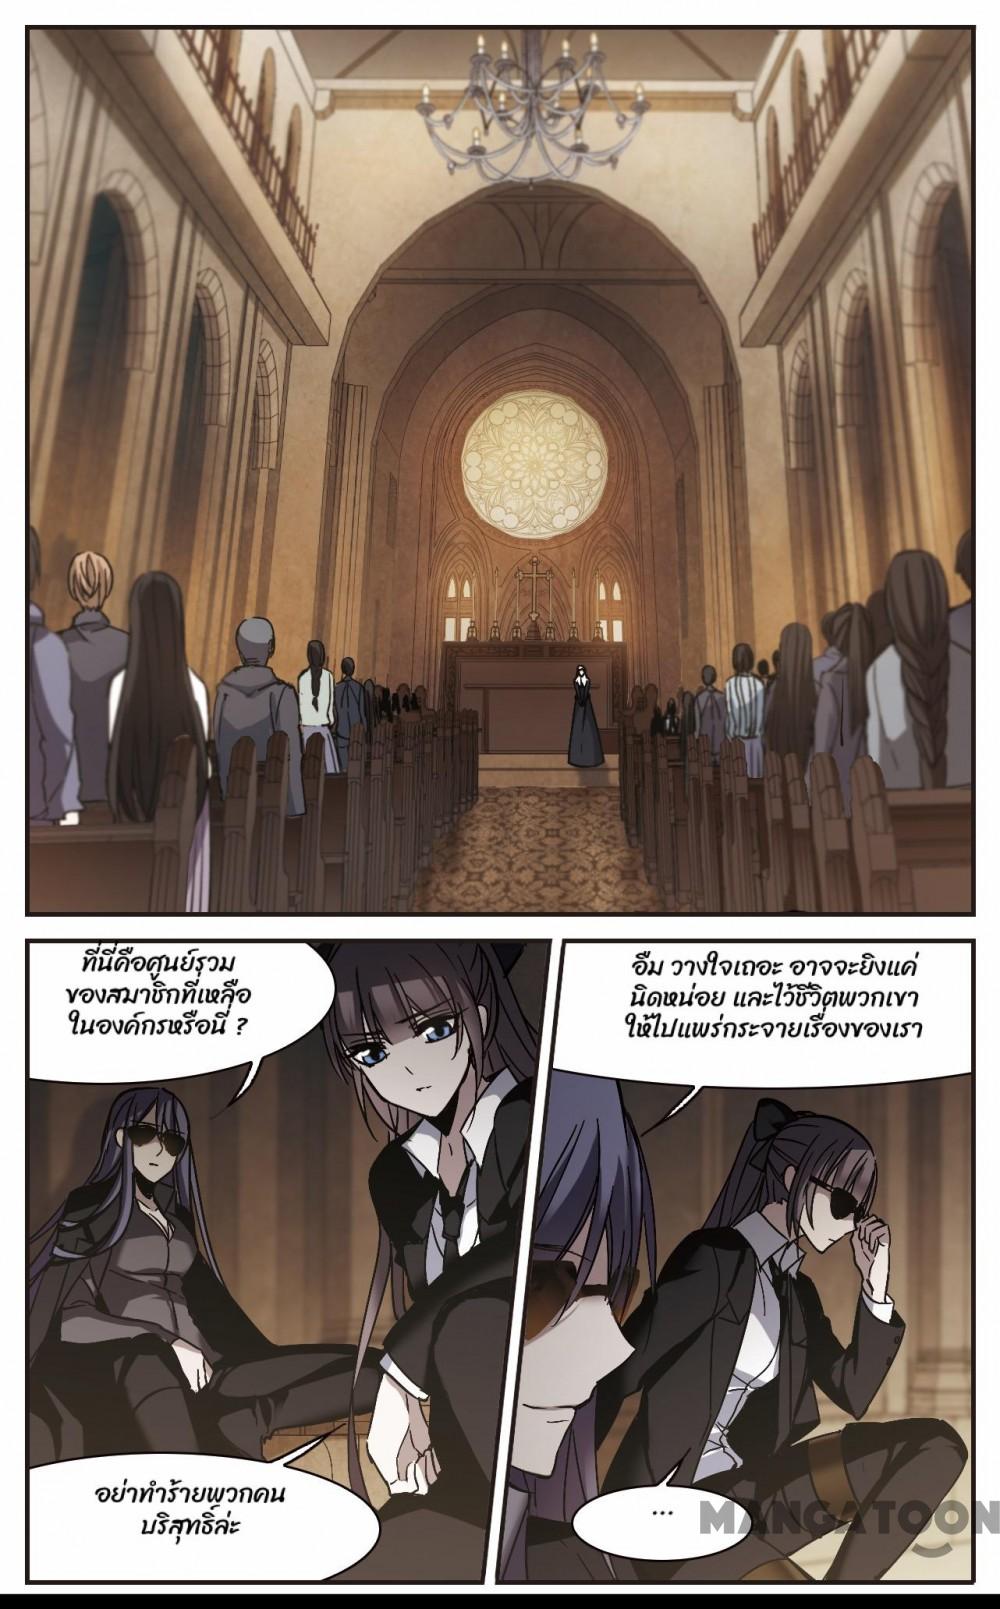 ที่นี่คือศูนย์รวม
ของสมาชิกที่เหลือ
ในองค์กรหรือนี่ ?
อย่าทำร้ายพวกคน
บริสุทธิ์ล่ะ
อืม วางใจเถอะ อาจจะยิงแค่
นิดหน่อย และไว้ชีวิตพวกเขา
ให้ไปแพร่กระจายเรื่องของเรา
...
MANGATOON